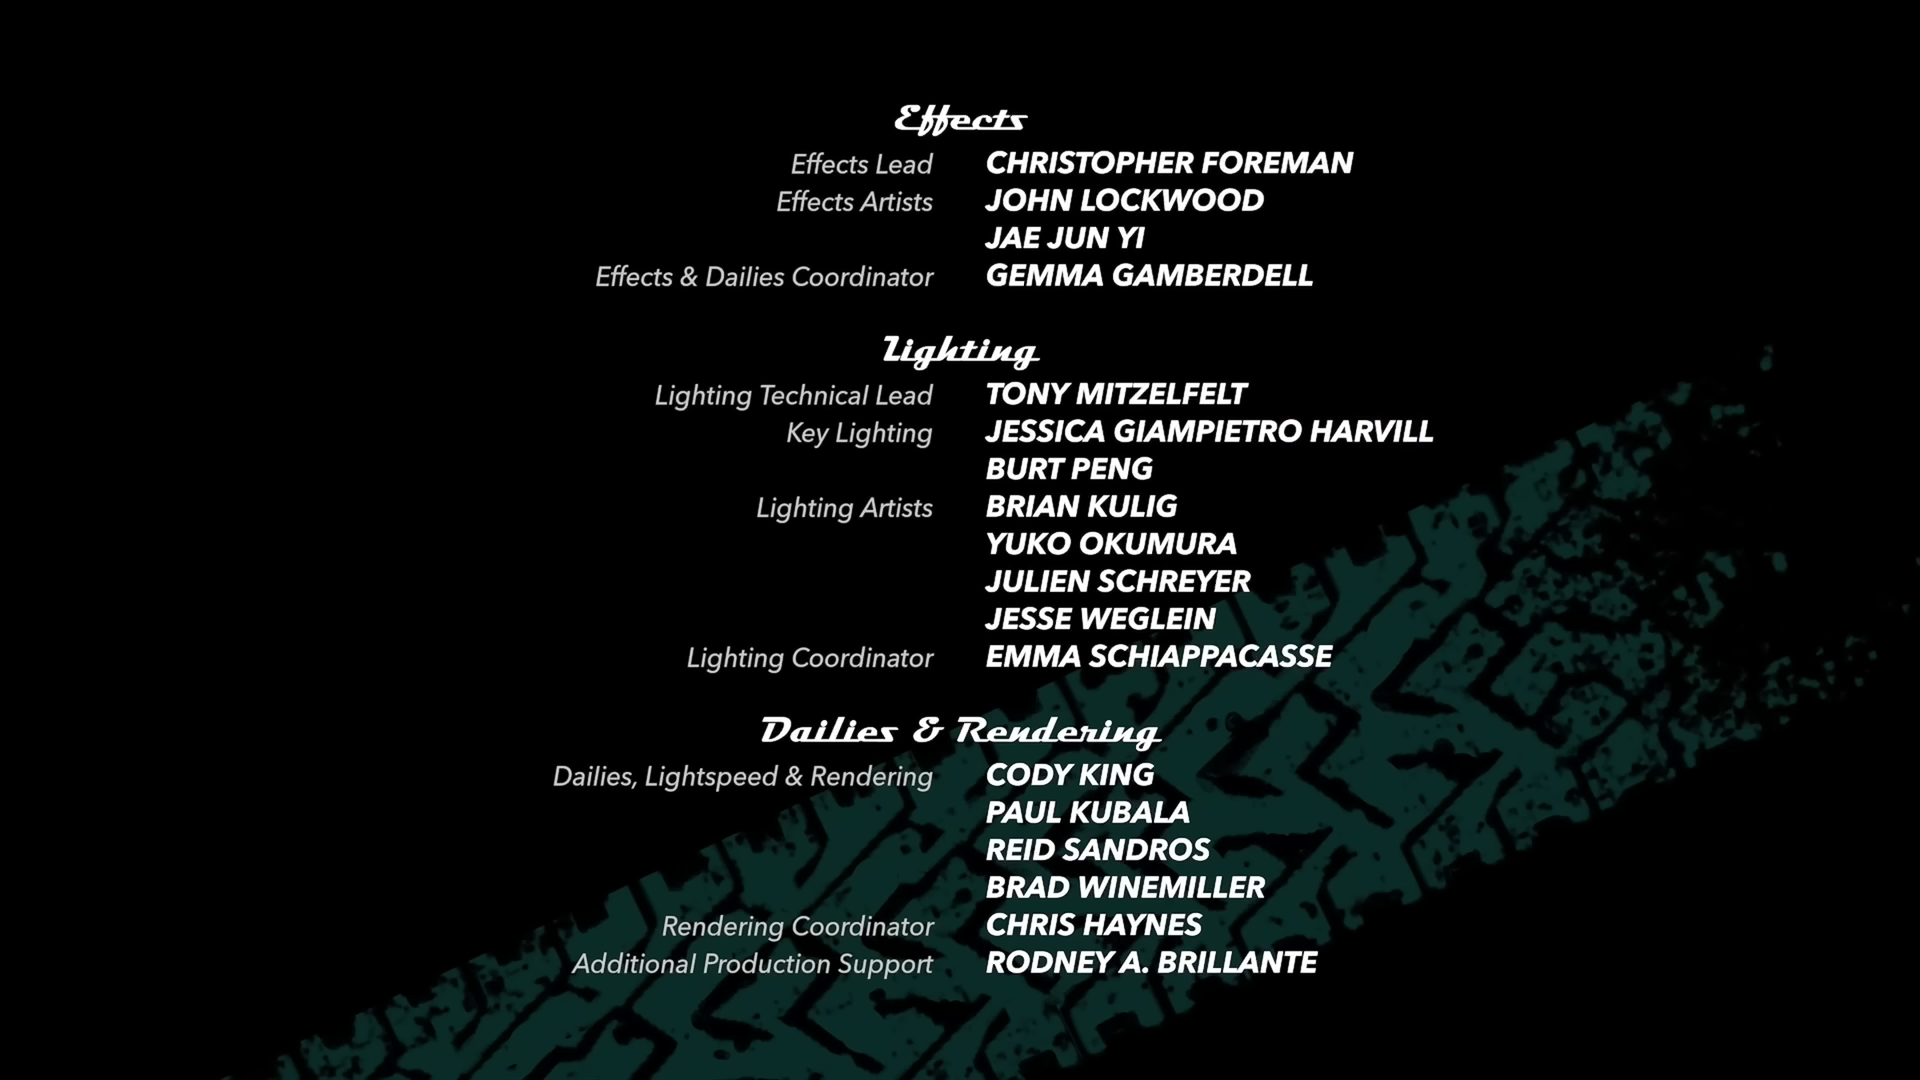 Effects
Effects Lead CHRISTOPHER FOREMAN
Effects Artists JOHN LOCKWOOD
JAE JUN YI
Effects & Dailies Coordinator GEMMA GAMBERDELL
Lighting
Lighting Technical Lead TONY MITZELFELT
Key Lighting JESSICA GIAMPIETRO HARVILL
BURT PENG
Lighting Artists BRIAN KULIG
YUKO OKUMURA
JULIEN SCHREYER
JESSE WEGLEIN
Lighting Coordinator EMMA SCHIAPPACASSE
Dailies & Rendering
Dailies, Lightspeed & Rendering CODY KING
PAUL KUBALA
REID SANDROS
BRAD WINEMILLER
Rendering Coordinator CHRIS HAYNES
Additional Production Support RODNEY A. BRILLANTE